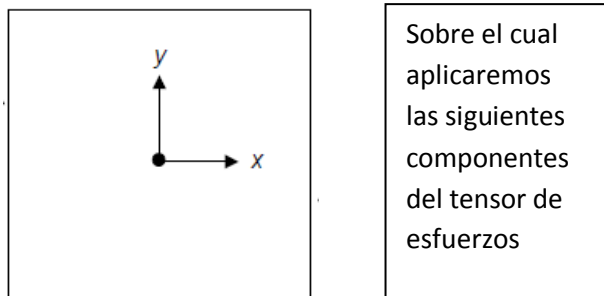 y
x
Sobre el cual
aplicaremos
las siguientes
componentes
del tensor de
esfuerzos